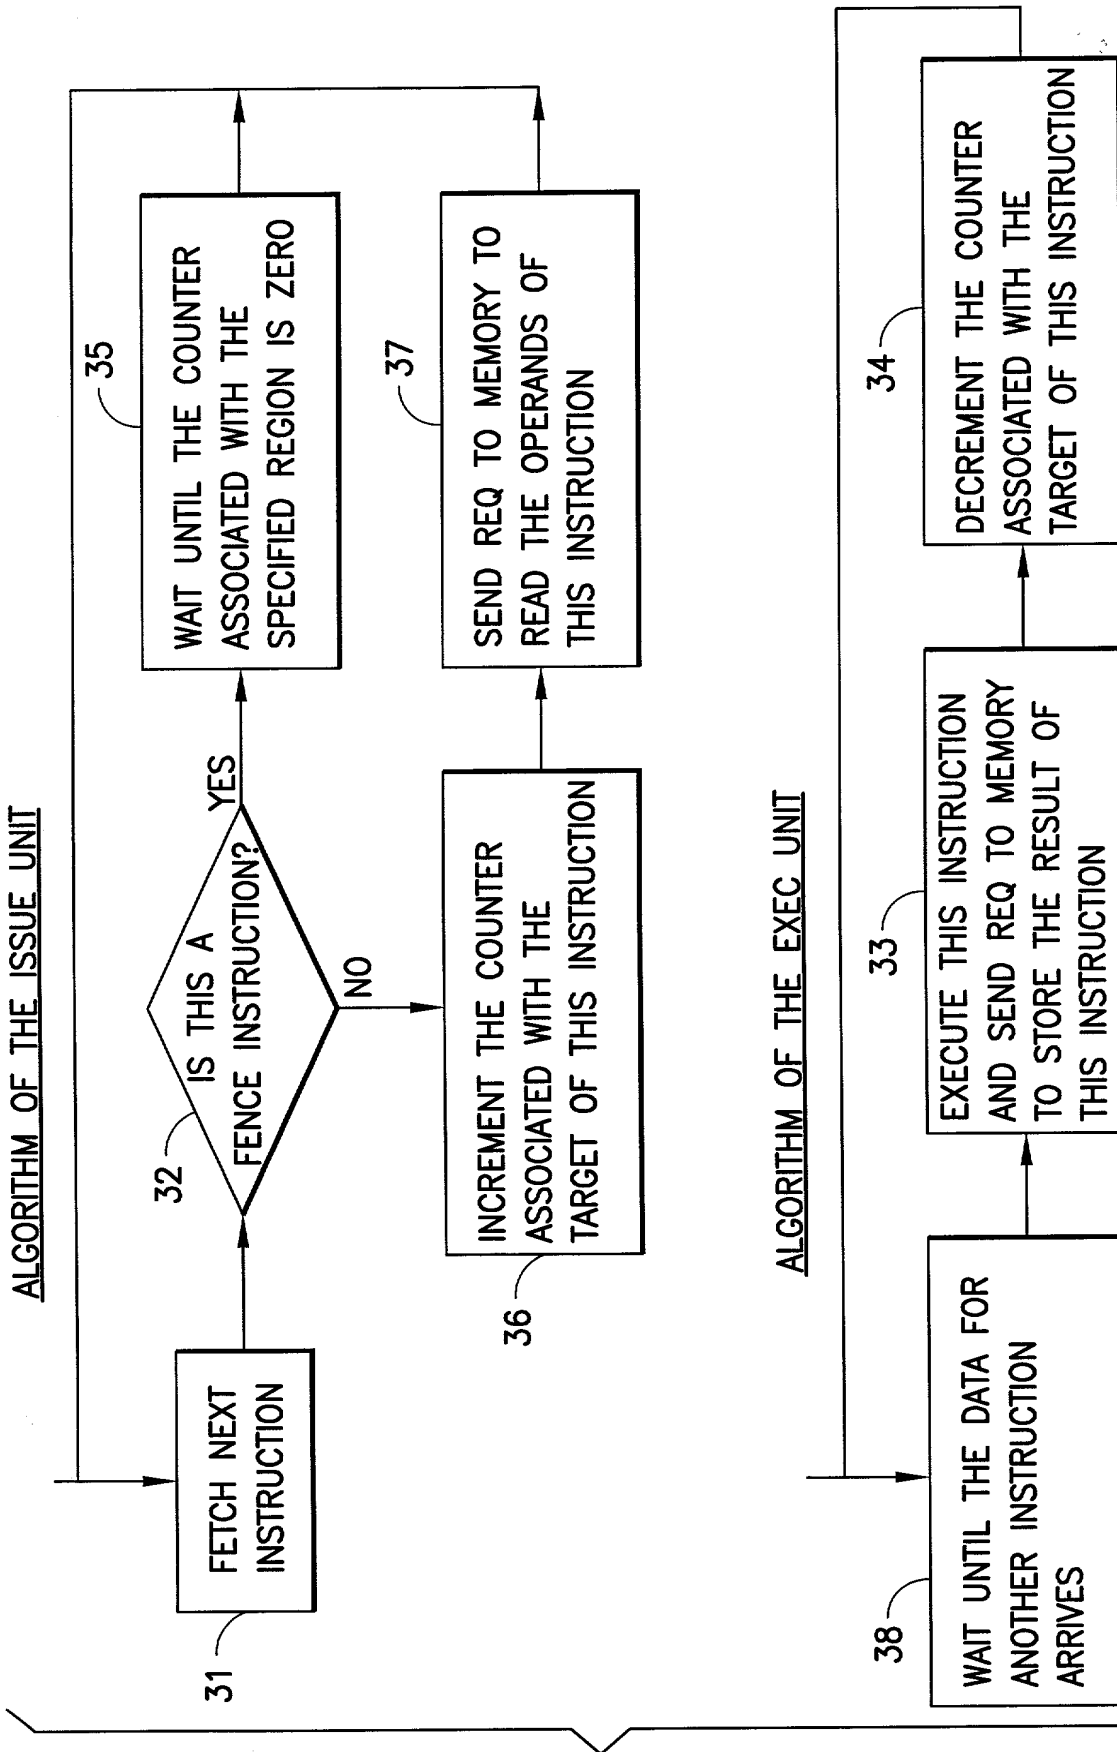 ALGORITHM OF THE ISSUE UNIT
31
FETCH NEXT
INSTRUCTION
32
IS THIS A
FENCE INSTRUCTION?
YES
NO
35
WAIT UNTIL THE COUNTER
ASSOCIATED WITH THE
SPECIFIED REGION IS ZERO
36
INCREMENT THE COUNTER
ASSOCIATED WITH THE
TARGET OF THIS INSTRUCTION
37
SEND REQ TO MEMORY TO
READ THE OPERANDS OF
THIS INSTRUCTION
ALGORITHM OF THE EXEC UNIT
38
WAIT UNTIL THE DATA FOR
ANOTHER INSTRUCTION
ARRIVES
33
EXECUTE THIS INSTRUCTION
AND SEND REQ TO MEMORY
TO STORE THE RESULT OF
THIS INSTRUCTION
34
DECREMENT THE COUNTER
ASSOCIATED WITH THE
TARGET OF THIS INSTRUCTION